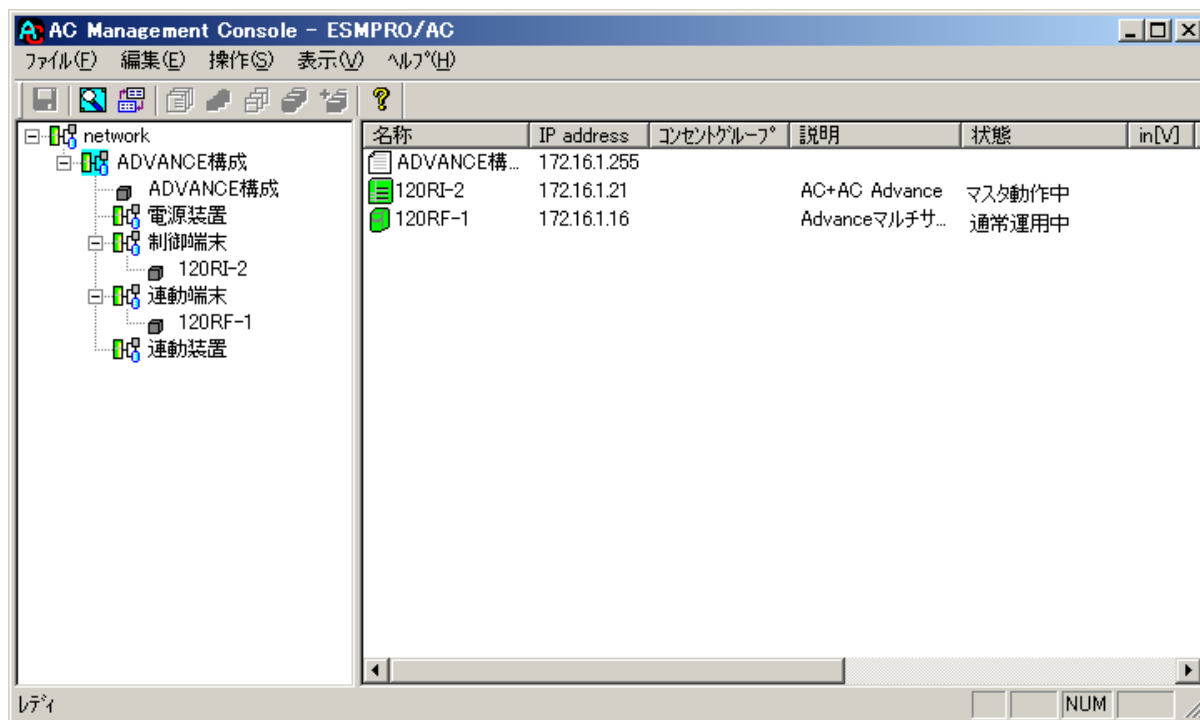 AC Management Console - ESMPRO/AC
ファイル(F) 編集(E) 操作(S) 表示(V) ヘルプ(H)
network
ADVANCE構成
ADVANCE構成
電源装置
制御端末
120RI-2
連動端末
120RF-1
連動装置
名称 IP address コンセントグループ 説明 状態 in[V]
ADVANCE構... 172.16.1.255
120RI-2 172.16.1.21 AC+AC Advance マスタ動作中
120RF-1 172.16.1.16 Advanceマルチサ... 通常運用中
レディ NUM